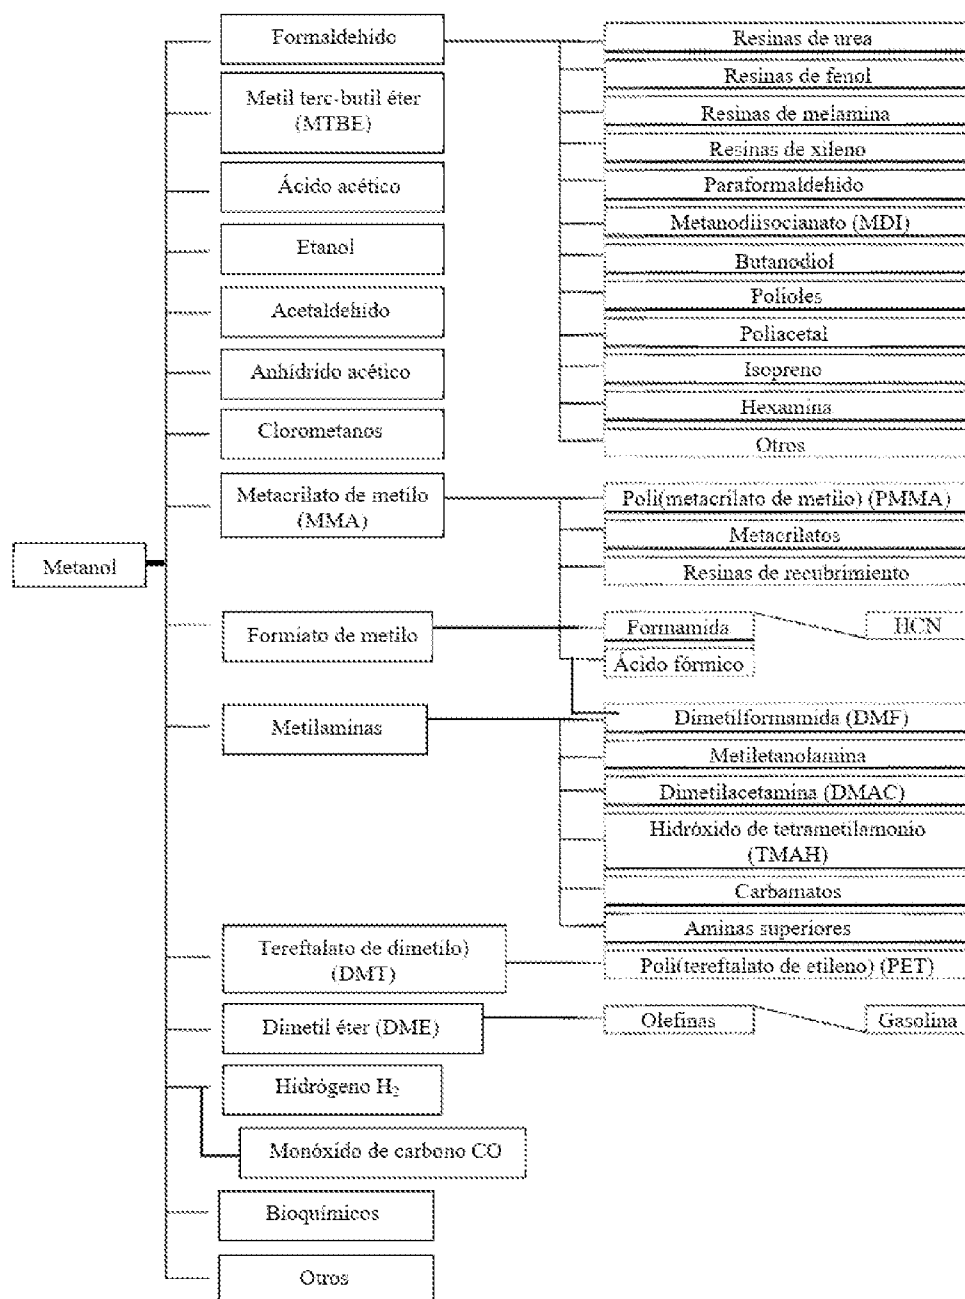 Formaldehído
Metil terc-butil éter
(MTBE)
Ácido acético
Etanol
Acetaldehído
Anhídrido acético
Clorometanos
Metacrilato de metilo
(MMA)
Metanol
Formiato de metilo
Metilaminas
Tereftalato de dimetilo)
(DMT)
Dimetil éter (DME)
Hidrógeno H₂
Monóxido de carbono CO
Bioquímicos
Otros
Resinas de urea
Resinas de fenol
Resinas de melamina
Resinas de xileno
Paraformaldehido
Metanodiisocianato (MDI)
Butanodiol
Polioles
Poliacetal
Isopreno
Hexamina
Otros
Poli(metacrilato de metilo) (PMMA)
Metacrilatos
Resinas de recubrimiento
Formamida
HCN
Ácido fórmico
Dimetilformamida (DMF)
Metiletanolamina
Dimetilacetamina (DMAC)
Hidróxido de tetrametilamonio
(TMAH)
Carbamatos
Aminas superiores
Poli(tereftalato de etileno) (PET)
Olefinas
Gasolina